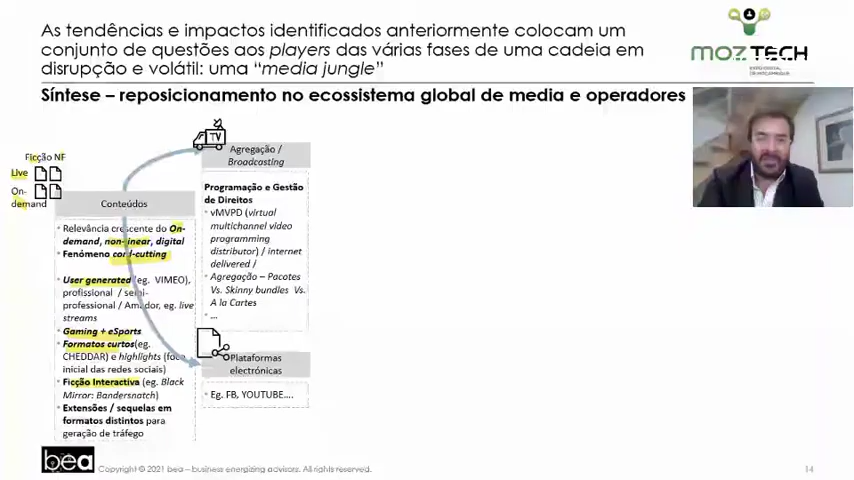 As tendências e impactos identificados anteriormente colocam um
conjunto de questões aos players das várias fases de uma cadeia em
disrupção e volátil: uma “media jungle”
MOZTECH
Síntese – reposicionamento no ecossistema global de media e operadores
TV
Agregação /
Broadcasting
Ficção NF
Live
On-
demand
Conteúdos
Relevância crescente do On-
demand, non-linear, digital
Fenómeno cord-cutting
User generated (eg. VIMEO),
profissional / semi-
professional / Amador, eg. live
streams
Gaming + eSports
Formatos curtos(eg.
CHEDDAR) e highlights (foco
inicial das redes sociais)
Ficção Interactiva (eg. Black
Mirror: Bandersnatch)
Extensões / sequelas em
formatos distintos para
geração de tráfego
Programação e Gestão
de Direitos
vMVPD (virtual
multichannel video
programming
distributor) / internet
delivered /
Agregação – Pacotes
Vs. Skinny bundles Vs.
A la Cartes
...
Plataformas
electrónicas
Eg. FB, YOUTUBE....
bea
Copyright © 2021 bea – business energizing advisors. All rights reserved.
14